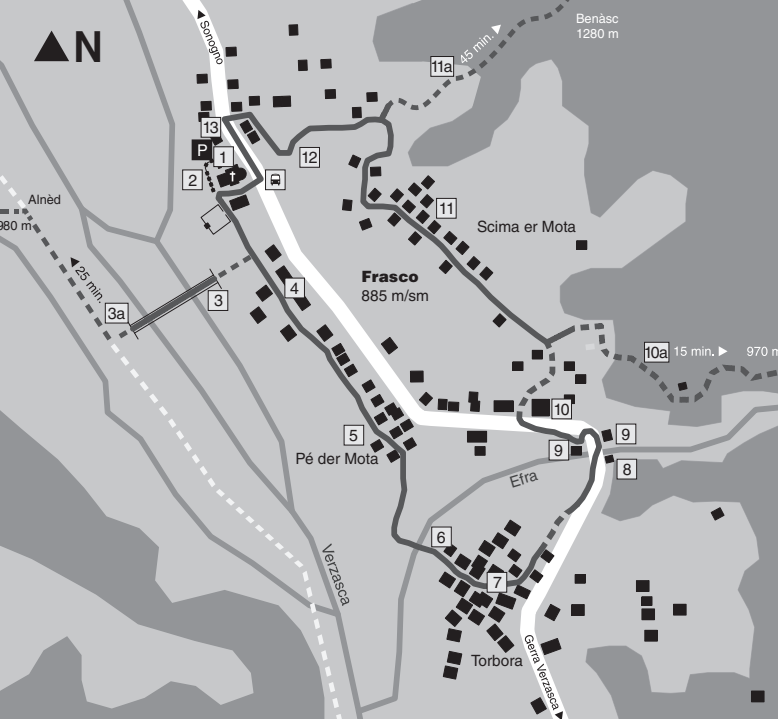 Sonogno
N
Benàsc
1280 m
45 min.
11a
13
P
1
12
2
Alnèd
980 m
11
Scima er Mota
25 min.
Frasco
885 m/sm
4
3
3a
10a
15 min.
970 m
10
9
9
8
5
Pé der Mota
Efra
6
7
Verzasca
Torbora
Gerra Verzasca